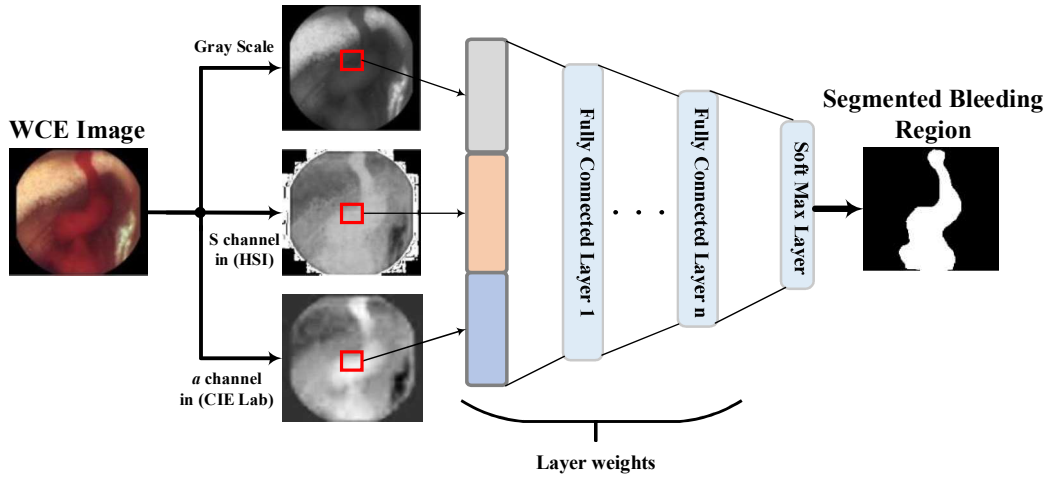 Gray Scale
WCE Image
S channel
in (HSI)
a channel
in (CIE Lab)
Fully Connected Layer 1
. . .
Fully Connected Layer n
Soft Max Layer
Segmented Bleeding
Region
Layer weights